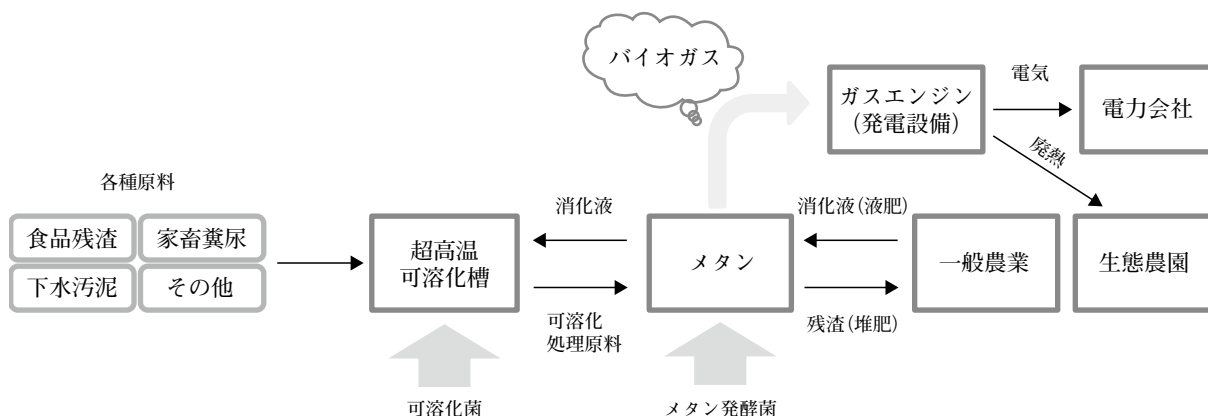 バイオガス
ガスエンジン
(発電設備)
電気
電力会社
廃熱
各種原料
食品残渣
家畜糞尿
下水汚泥
その他
超高温
可溶化槽
消化液
可溶化
処理原料
メタン
消化液(液肥)
残渣(堆肥)
一般農業
生態農園
可溶化菌
メタン発酵菌